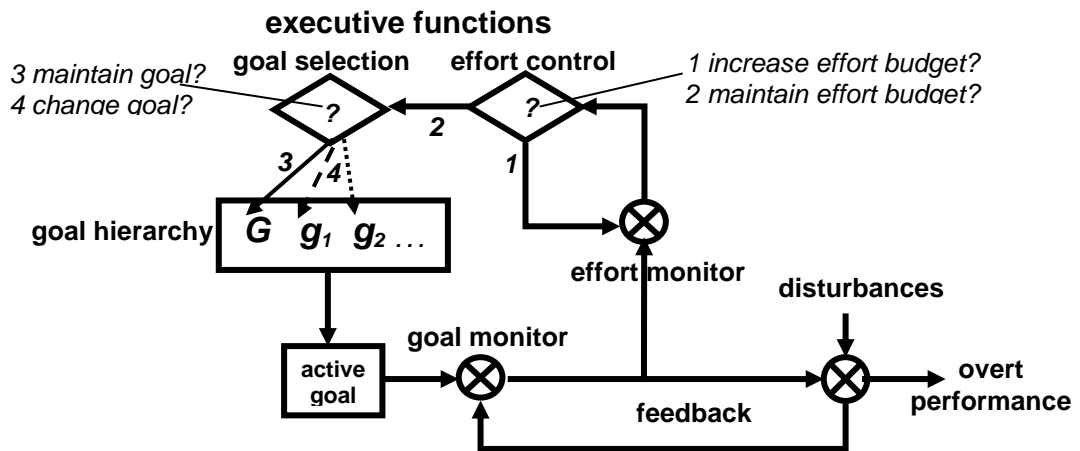 executive functions
goal selection
effort control
3 maintain goal?
4 change goal?
1 increase effort budget?
2 maintain effort budget?
?
?
2
1
3
4
goal hierarchy
G g1 g2 ...
effort monitor
disturbances
goal monitor
active
goal
overt
performance
feedback